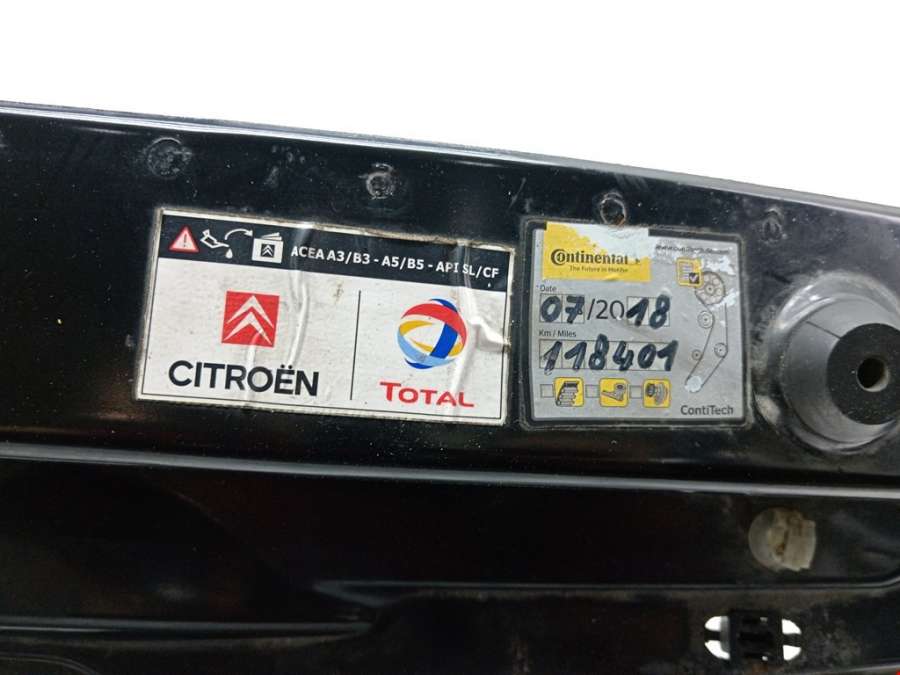 ACEA A3/B3 - A5/B5 - API SL/CF
CITROËN
TOTAL
Continental
The Future in Motion
Date
07/2018
Km / Miles
118401
ContiTech